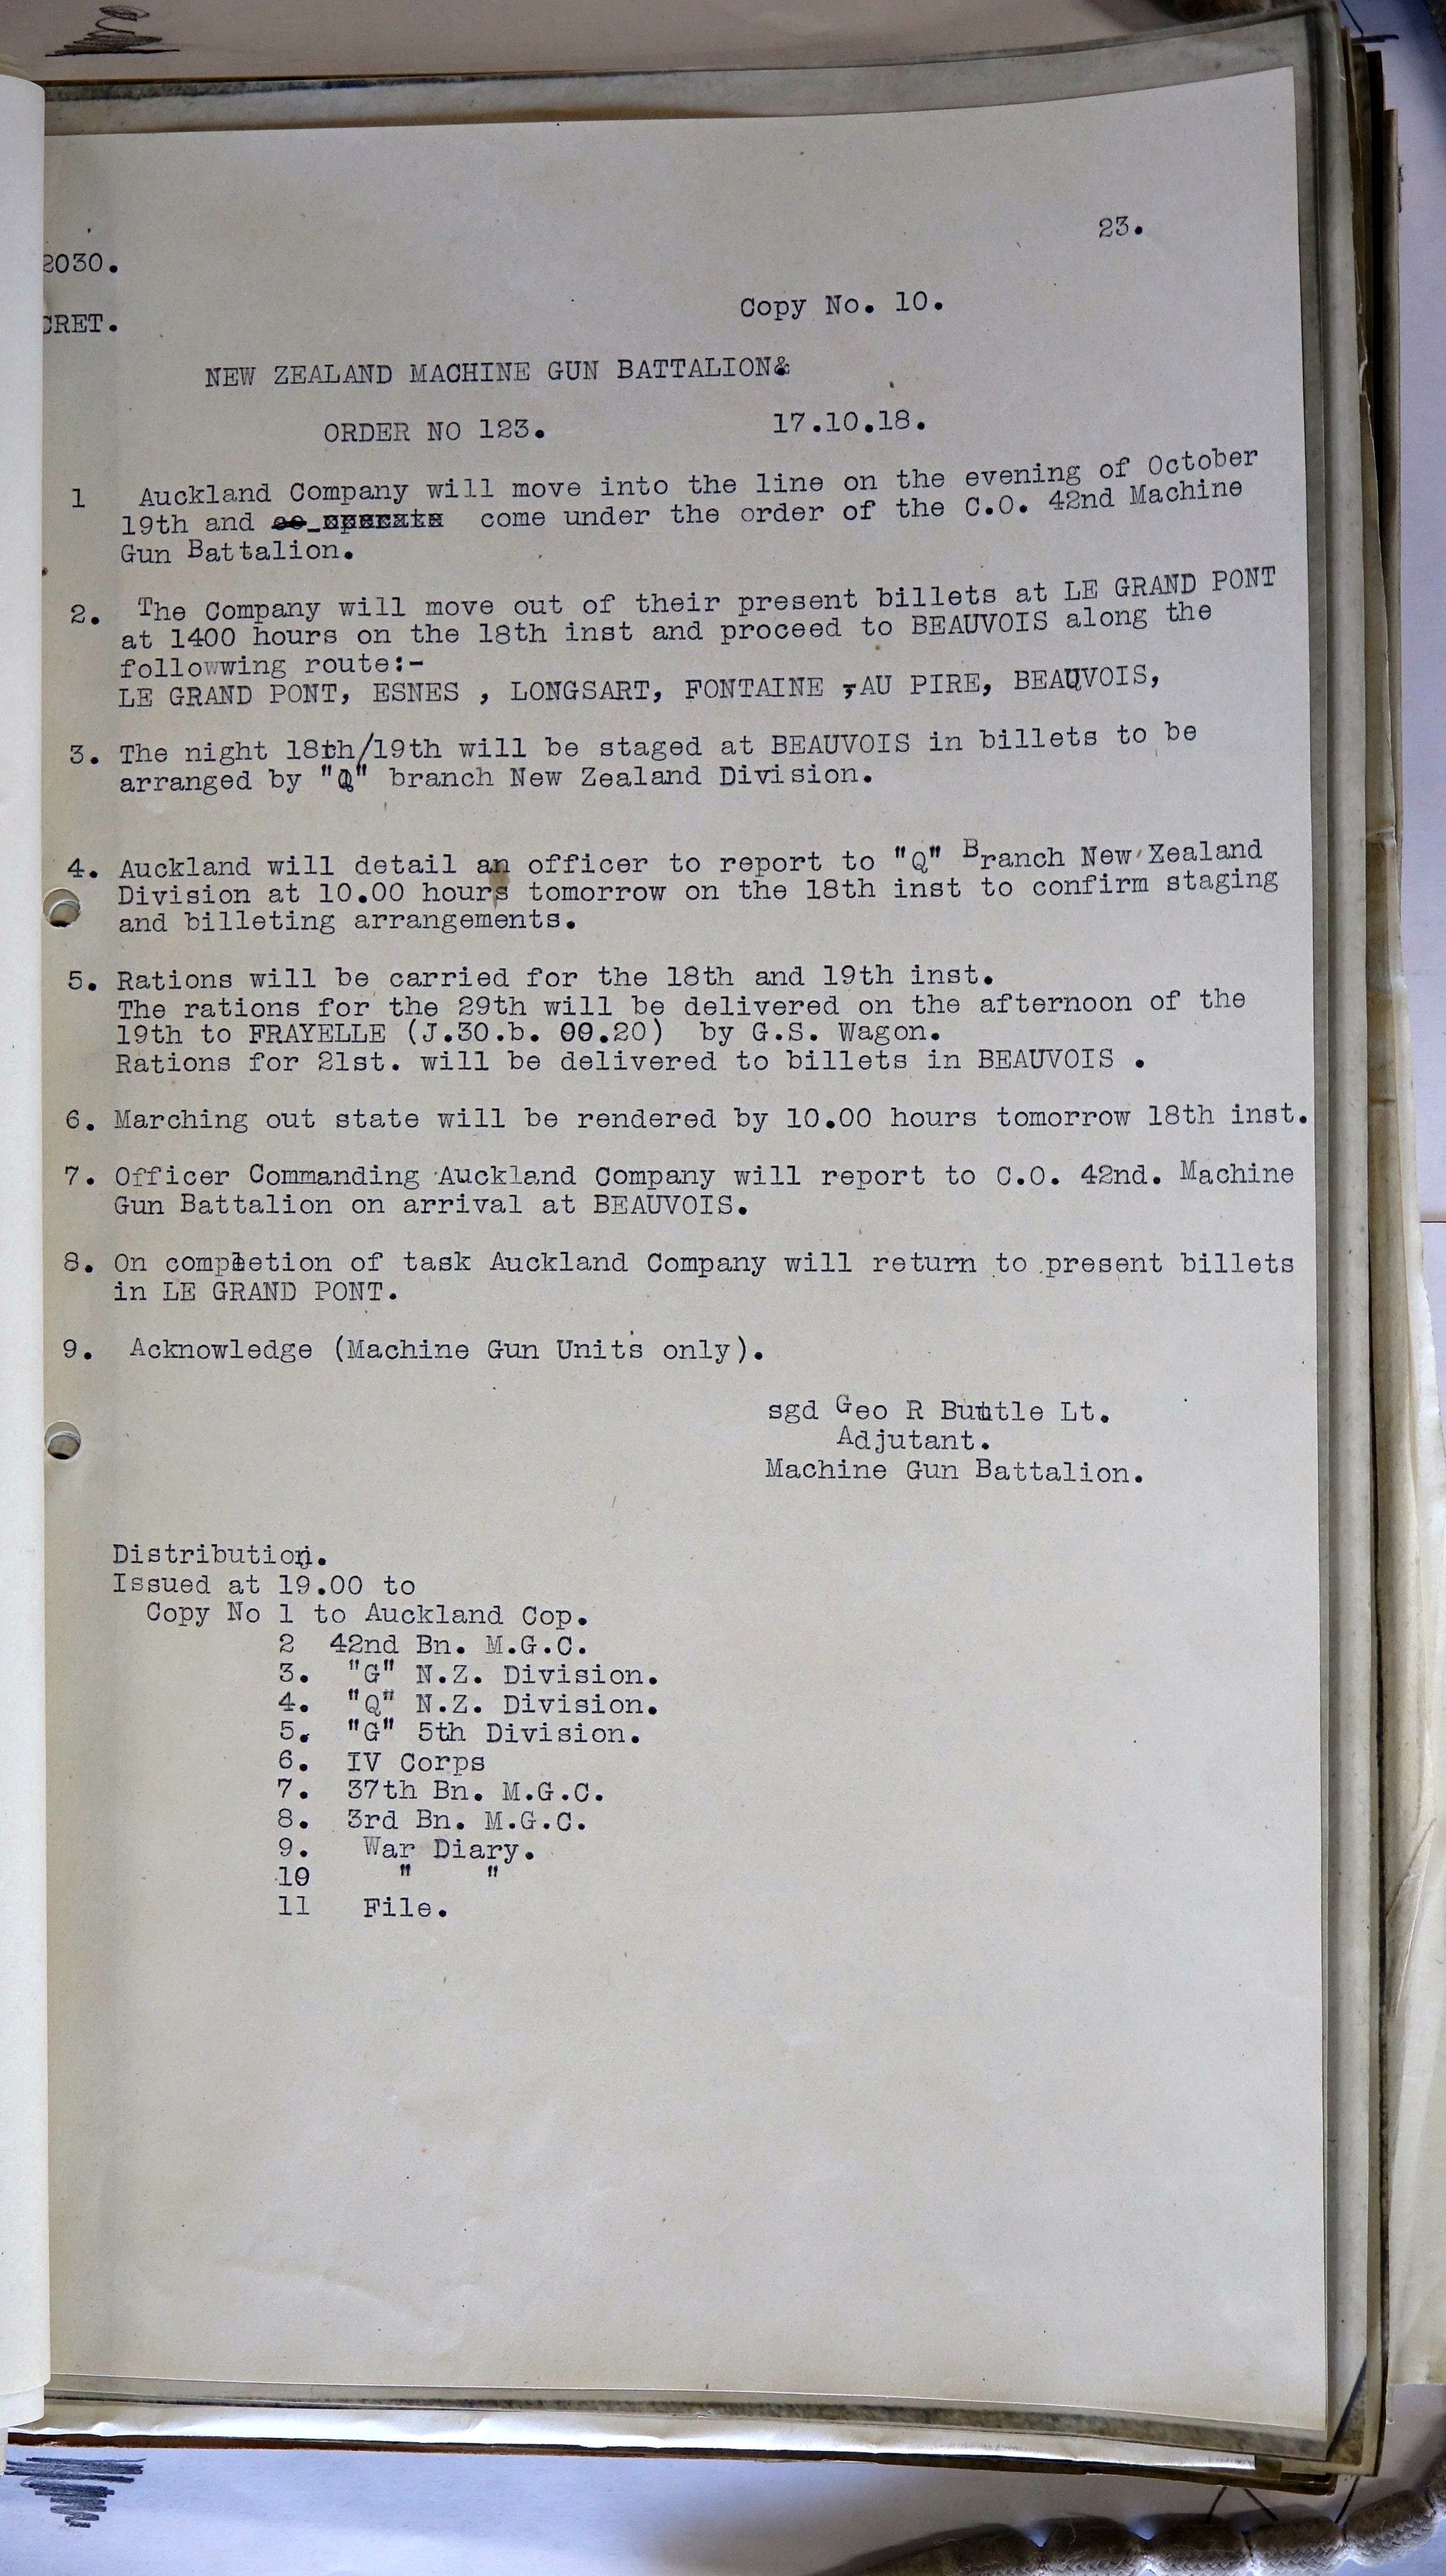 23.
2030.
Copy No. 10.
CRET.
NEW ZEALAND MACHINE GUN BATTALION&
ORDER NO 123. 17.10.18.
1 Auckland Company will move into the line on the evening of October
19th and co-operate come under the order of the C.O. 42nd Machine
Gun Battalion.
2. The Company will move out of their present billets at LE GRAND PONT
at 1400 hours on the 18th inst and proceed to BEAUVOIS along the
followwing route:-
LE GRAND PONT, ESNES , LONGSART, FONTAINE -AU PIRE, BEAUVOIS,
3. The night 18th/19th will be staged at BEAUVOIS in billets to be
arranged by "Q" branch New Zealand Division.
4. Auckland will detail an officer to report to "Q" Branch New Zealand
Division at 10.00 hours tomorrow on the 18th inst to confirm staging
and billeting arrangements.
5. Rations will be carried for the 18th and 19th inst.
The rations for the 29th will be delivered on the afternoon of the
19th to FRAYELLE (J.30.b. 00.20) by G.S. Wagon.
Rations for 21st. will be delivered to billets in BEAUVOIS .
6. Marching out state will be rendered by 10.00 hours tomorrow 18th inst.
7. Officer Commanding Auckland Company will report to C.O. 42nd. Machine
Gun Battalion on arrival at BEAUVOIS.
8. On completion of task Auckland Company will return to present billets
in LE GRAND PONT.
9. Acknowledge (Machine Gun Units only).
sgd Geo R Buttle Lt.
Adjutant.
Machine Gun Battalion.
Distribution.
Issued at 19.00 to
Copy No 1 to Auckland Cop.
2 42nd Bn. M.G.C.
3. "G" N.Z. Division.
4. "Q" N.Z. Division.
5. "G" 5th Division.
6. IV Corps
7. 37th Bn. M.G.C.
8. 3rd Bn. M.G.C.
9. War Diary.
10 " "
11 File.